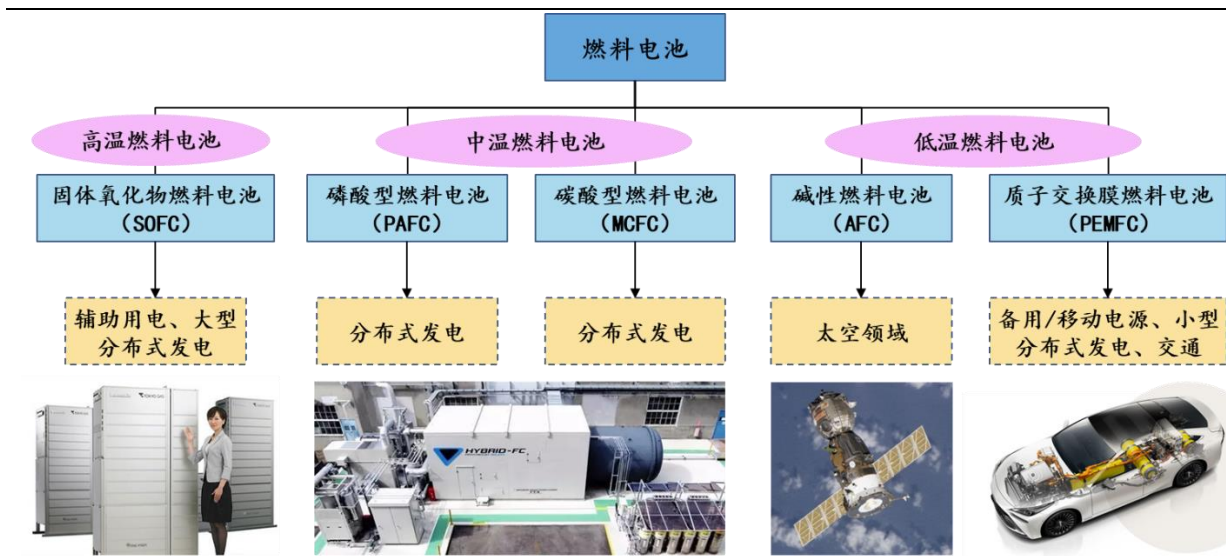 燃料电池
高温燃料电池
中温燃料电池
低温燃料电池
固体氧化物燃料电池
(SOFC)
磷酸型燃料电池
(PAFC)
碳酸型燃料电池
(MCFC)
碱性燃料电池
(AFC)
质子交换膜燃料电池
(PEMFC)
辅助用电、大型
分布式发电
分布式发电
分布式发电
太空领域
备用/移动电源、小型
分布式发电、交通
HYBRID-FC